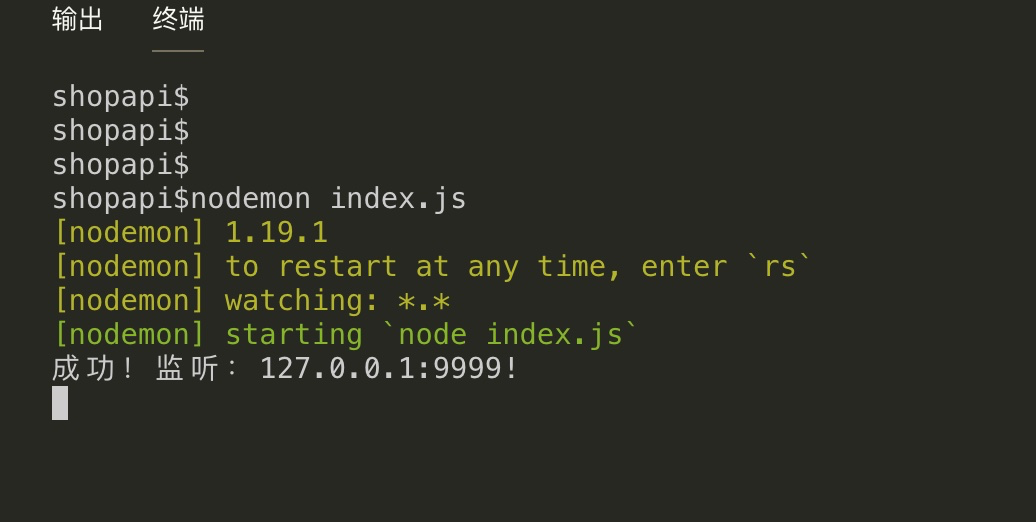 输出 终端
shopapi$
shopapi$
shopapi$
shopapi$nodemon index.js
[nodemon] 1.19.1
[nodemon] to restart at any time, enter `rs`
[nodemon] watching: *.*
[nodemon] starting `node index.js`
成功！监听：127.0.0.1:9999!